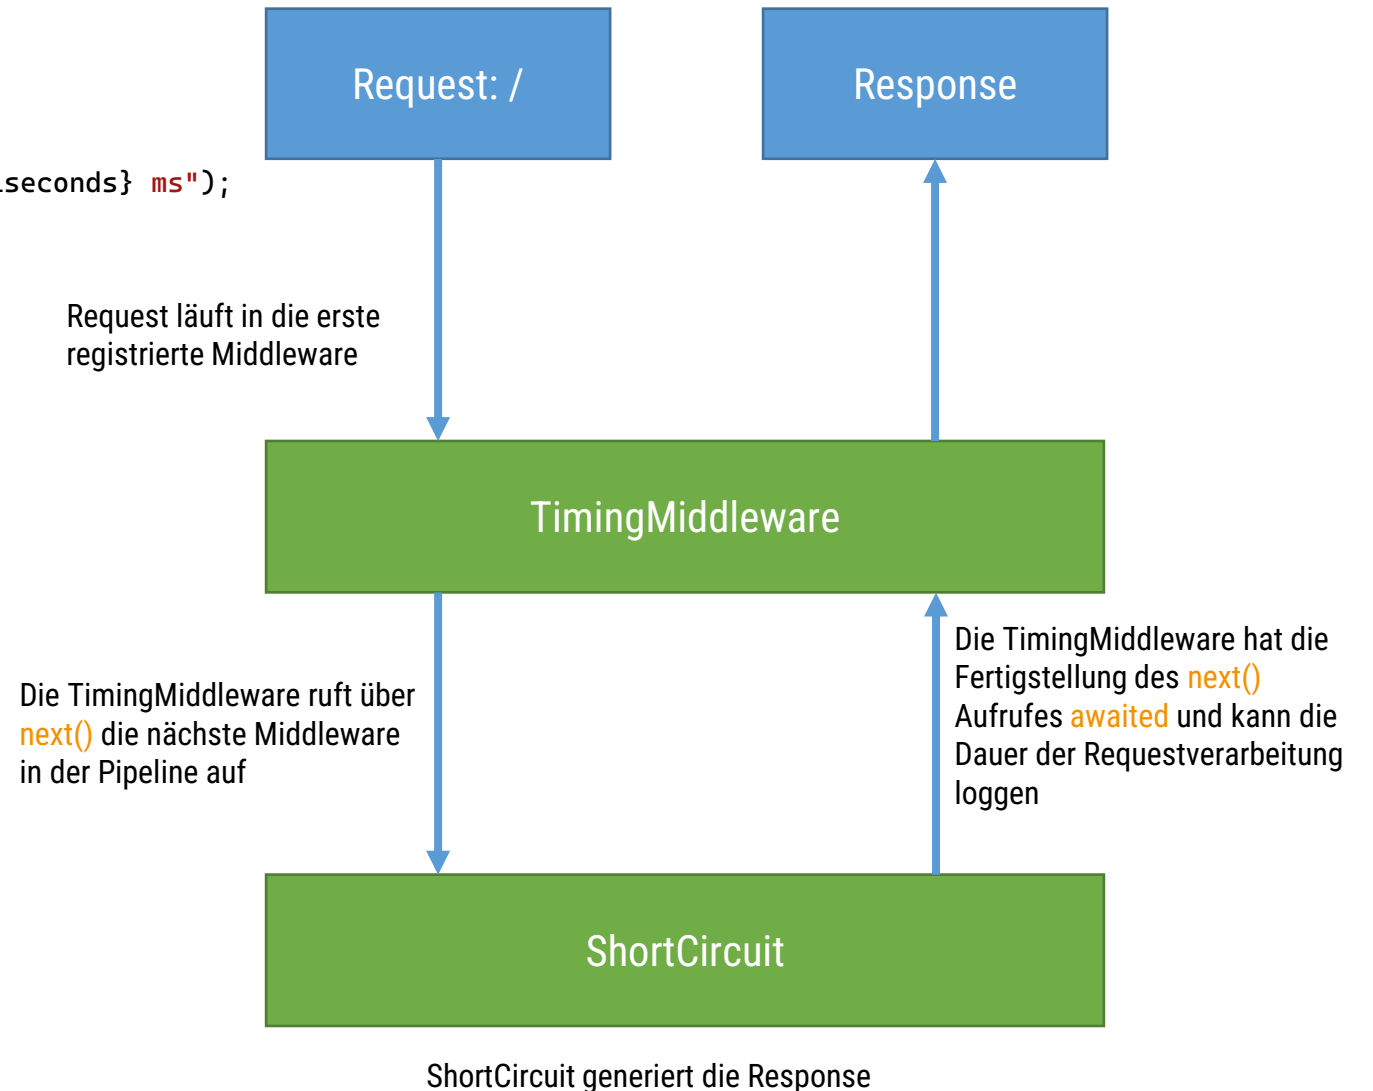 Request: /
Response
seconds} ms");
Request läuft in die erste
registrierte Middleware
TimingMiddleware
Die TimingMiddleware ruft über
next() die nächste Middleware
in der Pipeline auf
Die TimingMiddleware hat die
Fertigstellung des next()
Aufrufes awaited und kann die
Dauer der Requestverarbeitung
loggen
ShortCircuit
ShortCircuit generiert die Response